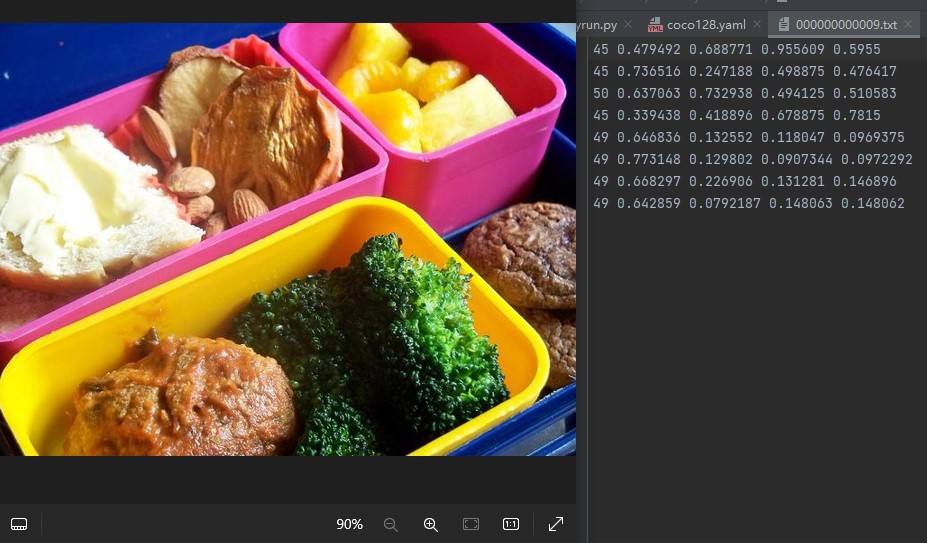 yrun.py
coco128.yaml
000000000009.txt
45 0.479492 0.688771 0.955609 0.5955
45 0.736516 0.247188 0.498875 0.476417
50 0.637063 0.732938 0.494125 0.510583
45 0.339438 0.418896 0.678875 0.7815
49 0.646836 0.132552 0.118047 0.0969375
49 0.773148 0.129802 0.0907344 0.0972292
49 0.668297 0.226906 0.131281 0.146896
49 0.642859 0.0792187 0.148063 0.148062
90%
1:1